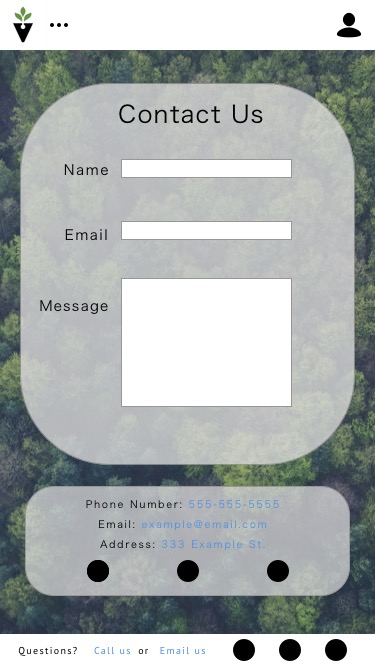 Contact Us
Name
Email
Message
Phone Number: 555-555-5555
Email: example@email.com
Address: 333 Example St.
Questions? Call us or Email us